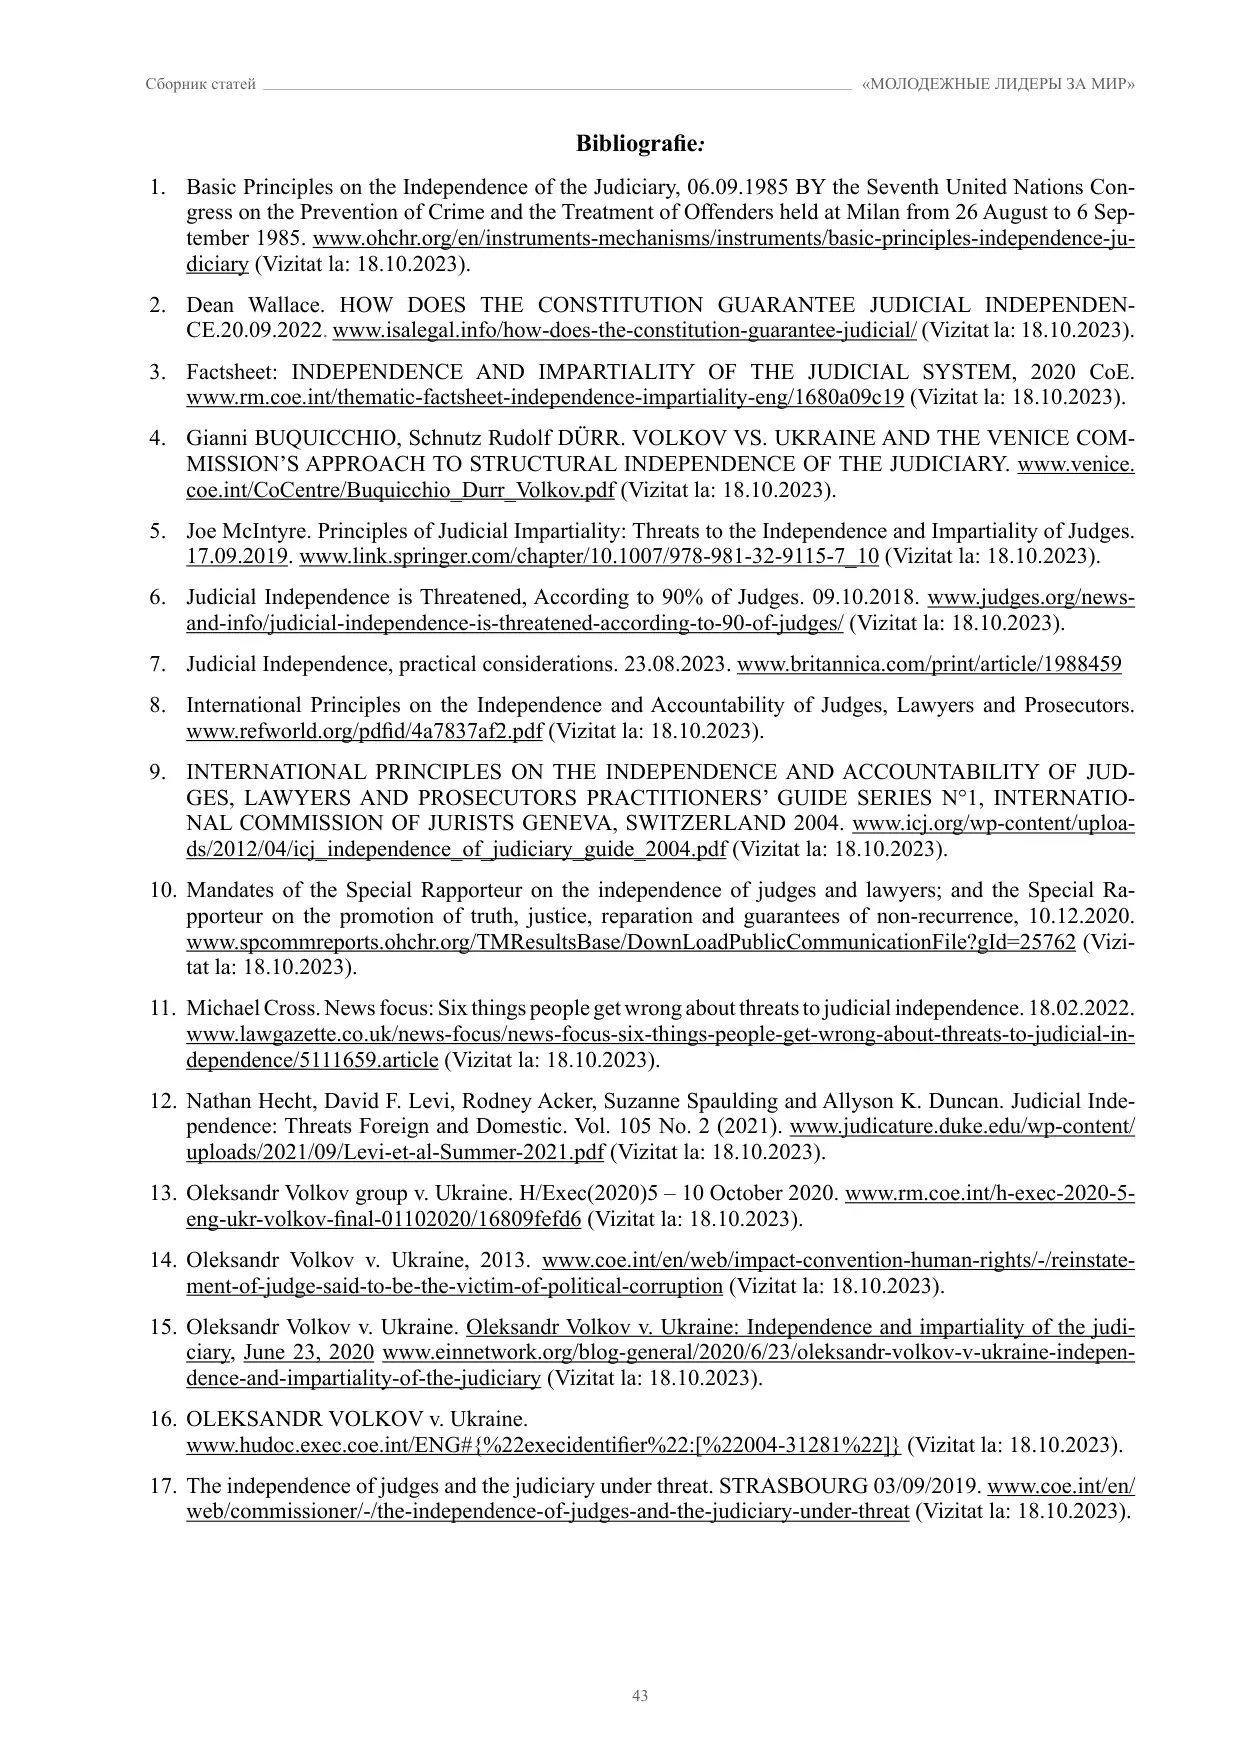 Сборник статей
«МОЛОДЕЖНЫЕ ЛИДЕРЫ ЗА МИР»
Bibliografie:
1. Basic Principles on the Independence of the Judiciary, 06.09.1985 BY the Seventh United Nations Con-
gress on the Prevention of Crime and the Treatment of Offenders held at Milan from 26 August to 6 Sep-
tember 1985. www.ohchr.org/en/instruments-mechanisms/instruments/basic-principles-independence-ju-
diciary (Vizitat la: 18.10.2023).
2. Dean Wallace. HOW DOES THE CONSTITUTION GUARANTEE JUDICIAL INDEPENDEN-
CE.20.09.2022. www.isalegal.info/how-does-the-constitution-guarantee-judicial/ (Vizitat la: 18.10.2023).
3. Factsheet: INDEPENDENCE AND IMPARTIALITY OF THE JUDICIAL SYSTEM, 2020 CoE.
www.rm.coe.int/thematic-factsheet-independence-impartiality-eng/1680a09c19 (Vizitat la: 18.10.2023).
4. Gianni BUQUICCHIO, Schnutz Rudolf DÜRR. VOLKOV VS. UKRAINE AND THE VENICE COM-
MISSION’S APPROACH TO STRUCTURAL INDEPENDENCE OF THE JUDICIARY. www.venice.
coe.int/CoCentre/Buquicchio_Durr_Volkov.pdf (Vizitat la: 18.10.2023).
5. Joe McIntyre. Principles of Judicial Impartiality: Threats to the Independence and Impartiality of Judges.
17.09.2019. www.link.springer.com/chapter/10.1007/978-981-32-9115-7_10 (Vizitat la: 18.10.2023).
6. Judicial Independence is Threatened, According to 90% of Judges. 09.10.2018. www.judges.org/news-
and-info/judicial-independence-is-threatened-according-to-90-of-judges/ (Vizitat la: 18.10.2023).
7. Judicial Independence, practical considerations. 23.08.2023. www.britannica.com/print/article/1988459
8. International Principles on the Independence and Accountability of Judges, Lawyers and Prosecutors.
www.refworld.org/pdfid/4a7837af2.pdf (Vizitat la: 18.10.2023).
9. INTERNATIONAL PRINCIPLES ON THE INDEPENDENCE AND ACCOUNTABILITY OF JUD-
GES, LAWYERS AND PROSECUTORS PRACTITIONERS’ GUIDE SERIES N°1, INTERNATIO-
NAL COMMISSION OF JURISTS GENEVA, SWITZERLAND 2004. www.icj.org/wp-content/uploa-
ds/2012/04/icj_independence_of_judiciary_guide_2004.pdf (Vizitat la: 18.10.2023).
10. Mandates of the Special Rapporteur on the independence of judges and lawyers; and the Special Ra-
pporteur on the promotion of truth, justice, reparation and guarantees of non-recurrence, 10.12.2020.
www.spcommreports.ohchr.org/TMResultsBase/DownLoadPublicCommunicationFile?gId=25762 (Vizi-
tat la: 18.10.2023).
11. Michael Cross. News focus: Six things people get wrong about threats to judicial independence. 18.02.2022.
www.lawgazette.co.uk/news-focus/news-focus-six-things-people-get-wrong-about-threats-to-judicial-in-
dependence/5111659.article (Vizitat la: 18.10.2023).
12. Nathan Hecht, David F. Levi, Rodney Acker, Suzanne Spaulding and Allyson K. Duncan. Judicial Inde-
pendence: Threats Foreign and Domestic. Vol. 105 No. 2 (2021). www.judicature.duke.edu/wp-content/
uploads/2021/09/Levi-et-al-Summer-2021.pdf (Vizitat la: 18.10.2023).
13. Oleksandr Volkov group v. Ukraine. H/Exec(2020)5 – 10 October 2020. www.rm.coe.int/h-exec-2020-5-
eng-ukr-volkov-final-01102020/16809fefd6 (Vizitat la: 18.10.2023).
14. Oleksandr Volkov v. Ukraine, 2013. www.coe.int/en/web/impact-convention-human-rights/-/reinstate-
ment-of-judge-said-to-be-the-victim-of-political-corruption (Vizitat la: 18.10.2023).
15. Oleksandr Volkov v. Ukraine. Oleksandr Volkov v. Ukraine: Independence and impartiality of the judi-
ciary, June 23, 2020 www.einnetwork.org/blog-general/2020/6/23/oleksandr-volkov-v-ukraine-indepen-
dence-and-impartiality-of-the-judiciary (Vizitat la: 18.10.2023).
16. OLEKSANDR VOLKOV v. Ukraine.
www.hudoc.exec.coe.int/ENG#{%22execidentifier%22:[%22004-31281%22]} (Vizitat la: 18.10.2023).
17. The independence of judges and the judiciary under threat. STRASBOURG 03/09/2019. www.coe.int/en/
web/commissioner/-/the-independence-of-judges-and-the-judiciary-under-threat (Vizitat la: 18.10.2023).
43